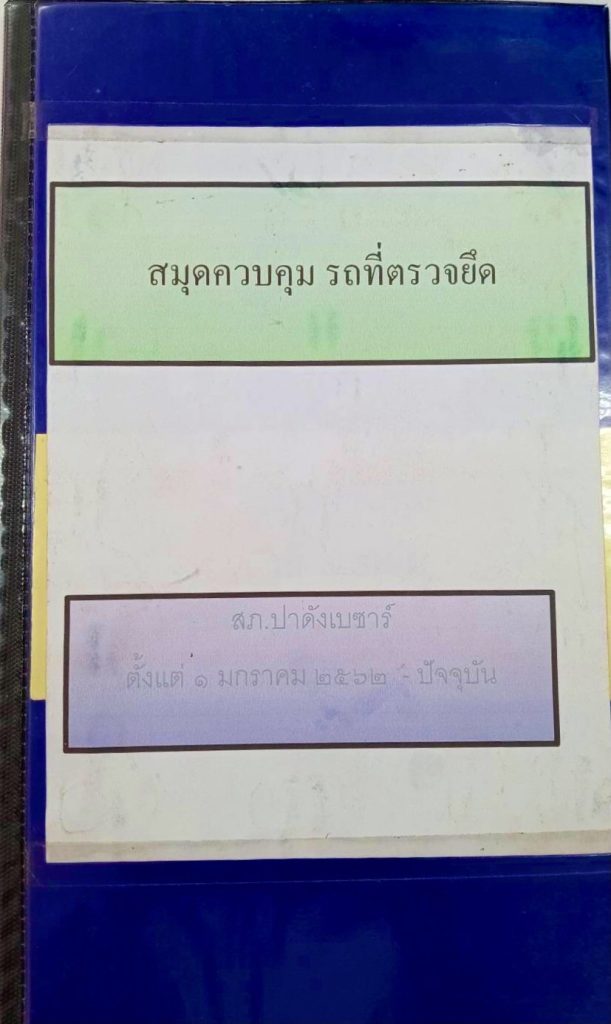 สมุดควบคุม รถที่ตรวจยึด
สภ.ปาดังเบซาร์
ตั้งแต่ ๑ มกราคม ๒๕๖๒ - ปัจจุบัน